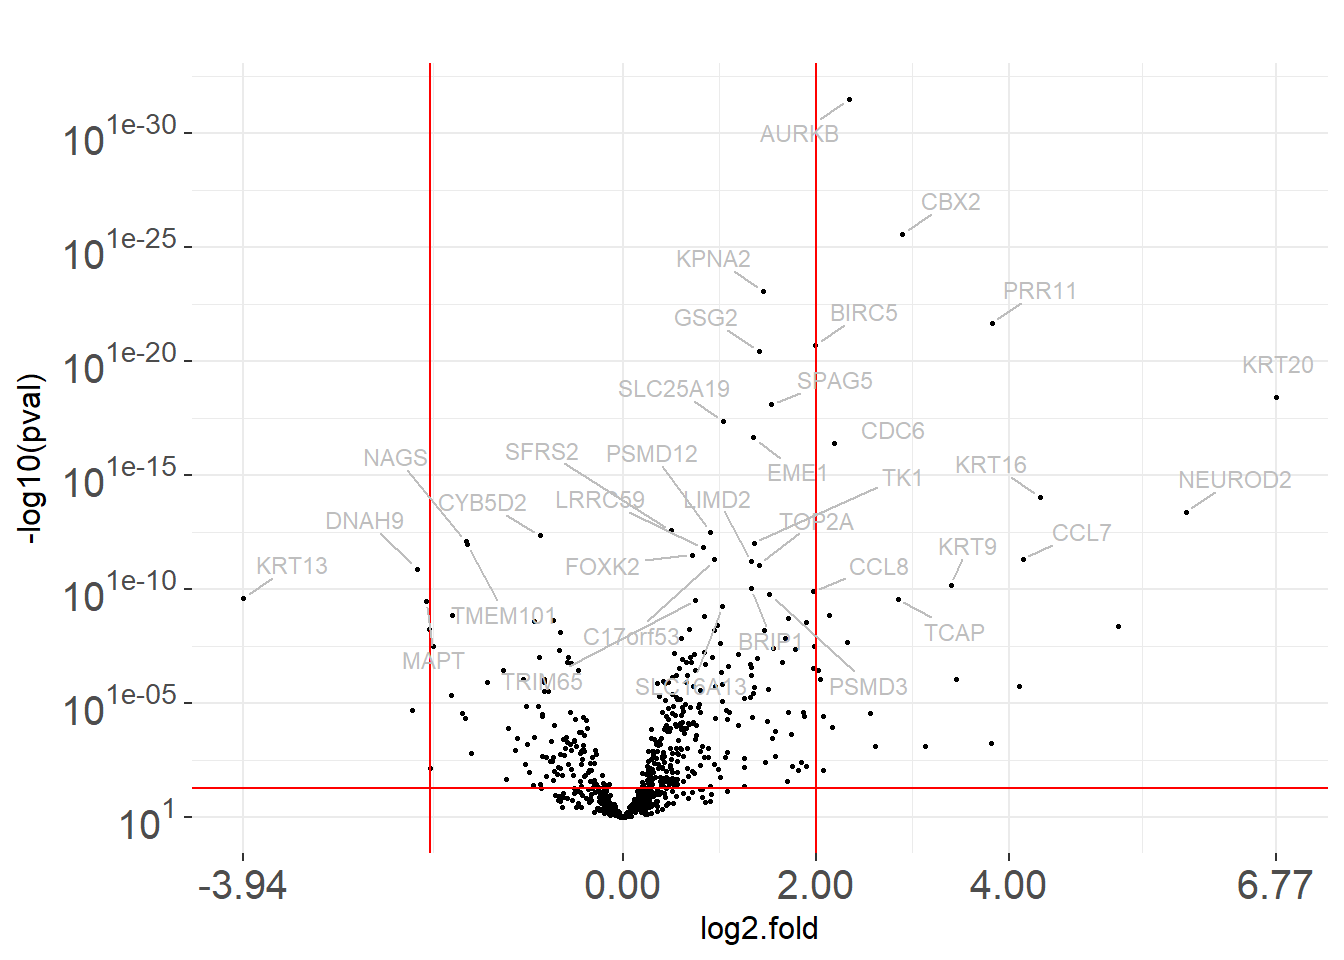 10^1e-30
AURKB
CBX2
10^1e-25
KPNA2
PRR11
GSG2
BIRC5
10^1e-20
KRT20
SLC25A19
SPAG5
CDC6
NAGS
SFRS2
PSMD12
EME1
KRT16
10^1e-15
TK1
NEUROD2
CYB5D2
LRRC59
LIMD2
DNAH9
TOP2A
CCL7
KRT9
KRT13
FOXK2
CCL8
10^1e-10
TMEM101
C17orf53
BRIP1
TCAP
MAPT
TRIM65
SLC16A13
PSMD3
10^1e-05
10^1
-log10(pval)
-3.94
0.00
2.00
4.00
6.77
log2.fold